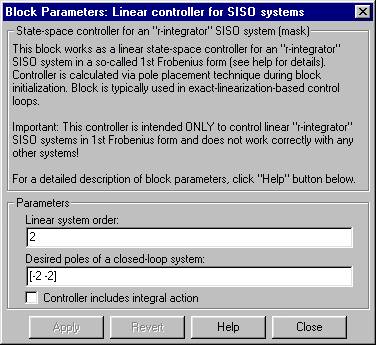 Block Parameters: Linear controller for SISO systems
State-space controller for an "r-integrator" SISO system (mask)
This block works as a linear state-space controller for an "r-integrator"
SISO system in a so-called 1st Frobenius form (see help for details).
Controller is calculated via pole placement technique during block
initialization. Block is typically used in exact-linearization-based control
loops.
Important: This controller is intended ONLY to control linear "r-integrator"
SISO systems in 1st Frobenius form and does not work correctly with any
other systems!
For a detailed description of block parameters, click "Help" button below.
Parameters
Linear system order:
2
Desired poles of a closed-loop system:
[-2 -2]
Controller includes integral action
Apply Revert Help Close